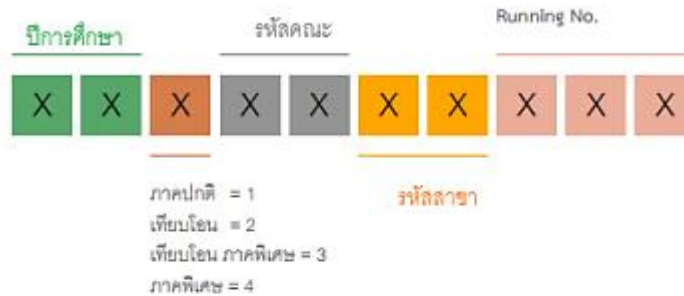 ปีการศึกษา
รหัสคณะ
Running No.
X X X X X X X X X X
ภาคปกติ = 1
เทียบโอน = 2
เทียบโอน ภาคพิเศษ = 3
ภาคพิเศษ = 4
รหัสสาขา